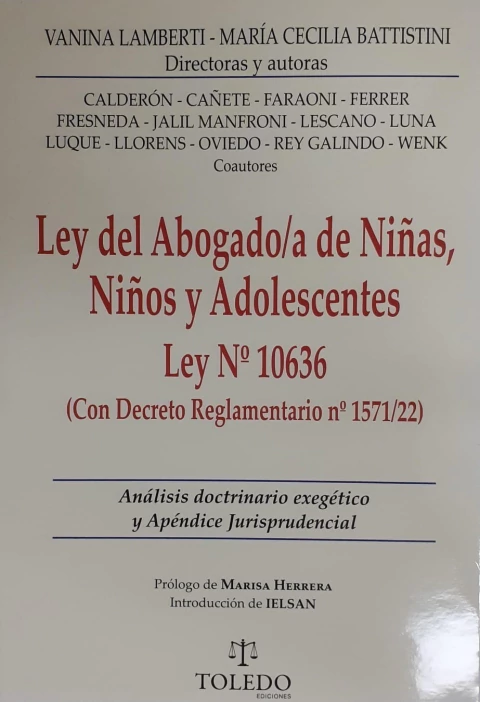 VANINA LAMBERTI - MARÍA CECILIA BATTISTINI
Directoras y autoras
CALDERÓN - CAÑETE - FARAONI - FERRER
FRESNEDA - JALIL MANFRONI - LESCANO - LUNA
LUQUE - LLORENS - OVIEDO - REY GALINDO - WENK
Coautores
Ley del Abogado/a de Niñas,
Niños y Adolescentes
Ley Nº 10636
(Con Decreto Reglamentario nº 1571/22)
Análisis doctrinario exegético
y Apéndice Jurisprudencial
Prólogo de MARISA HERRERA
Introducción de IELSAN
TOLEDO
EDICIONES